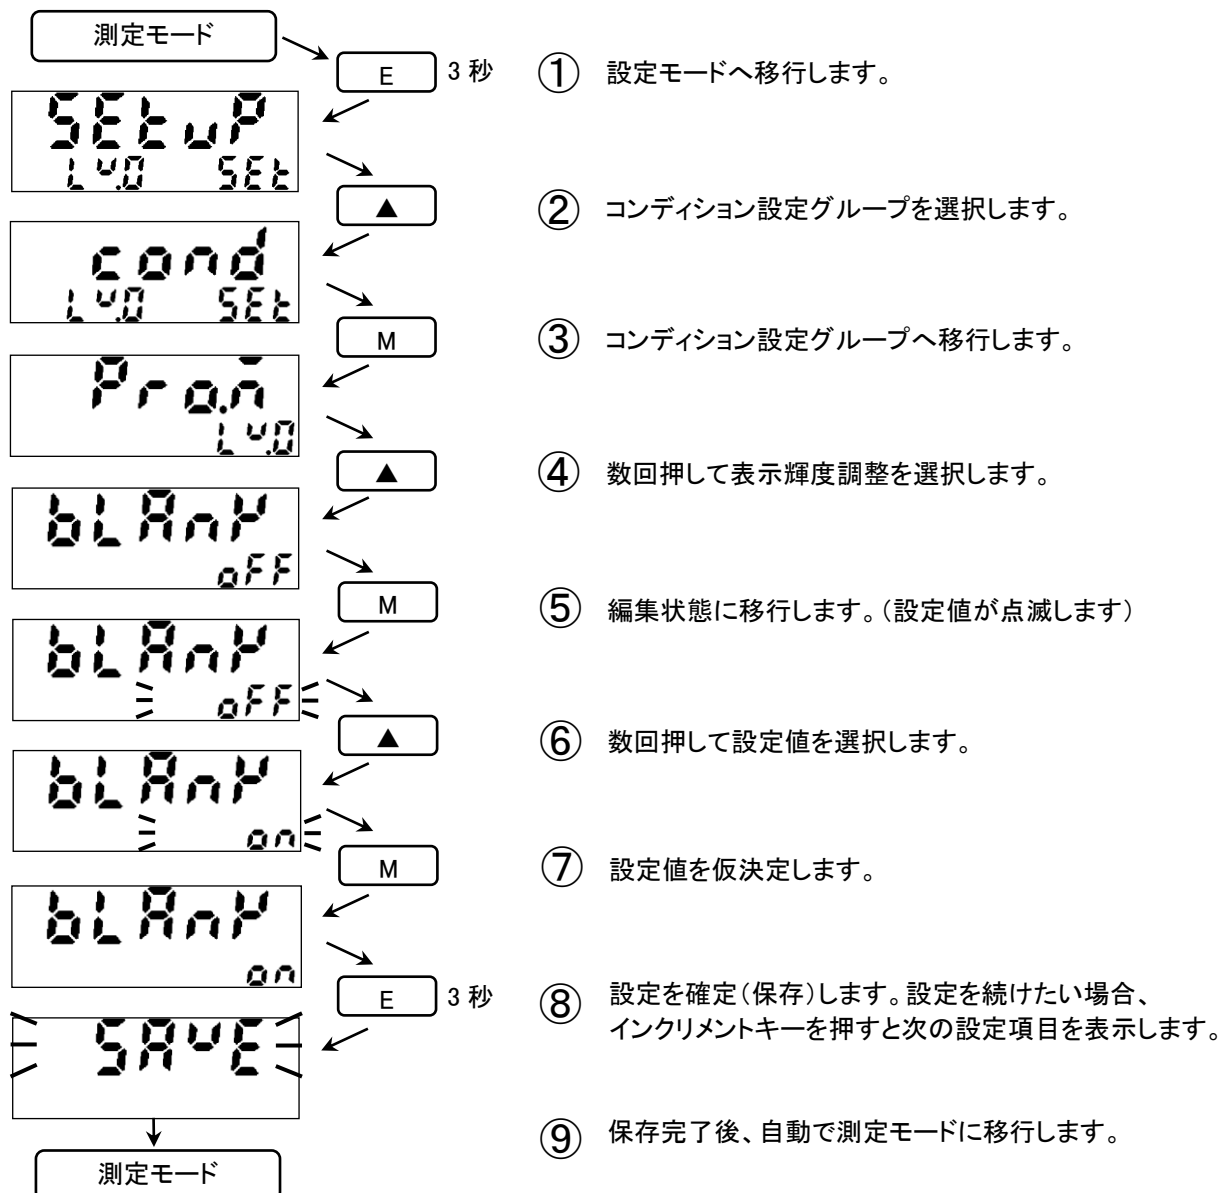 測定モード
E 3 秒 ① 設定モードへ移行します。
SEtuP
Lv.0 SEt
▲ ② コンディション設定グループを選択します。
cond
Lv.0 SEt
M ③ コンディション設定グループへ移行します。
Pro.m
Lv.0
▲ ④ 数回押して表示輝度調整を選択します。
bLAnK
oFF
M ⑤ 編集状態に移行します。(設定値が点滅します)
bLAnK
oFF
▲ ⑥ 数回押して設定値を選択します。
bLAnK
on
M ⑦ 設定値を仮決定します。
bLAnK
on
E 3 秒 ⑧ 設定を確定(保存)します。設定を続けたい場合、
インクリメントキーを押すと次の設定項目を表示します。
SAvE
⑨ 保存完了後、自動で測定モードに移行します。
測定モード